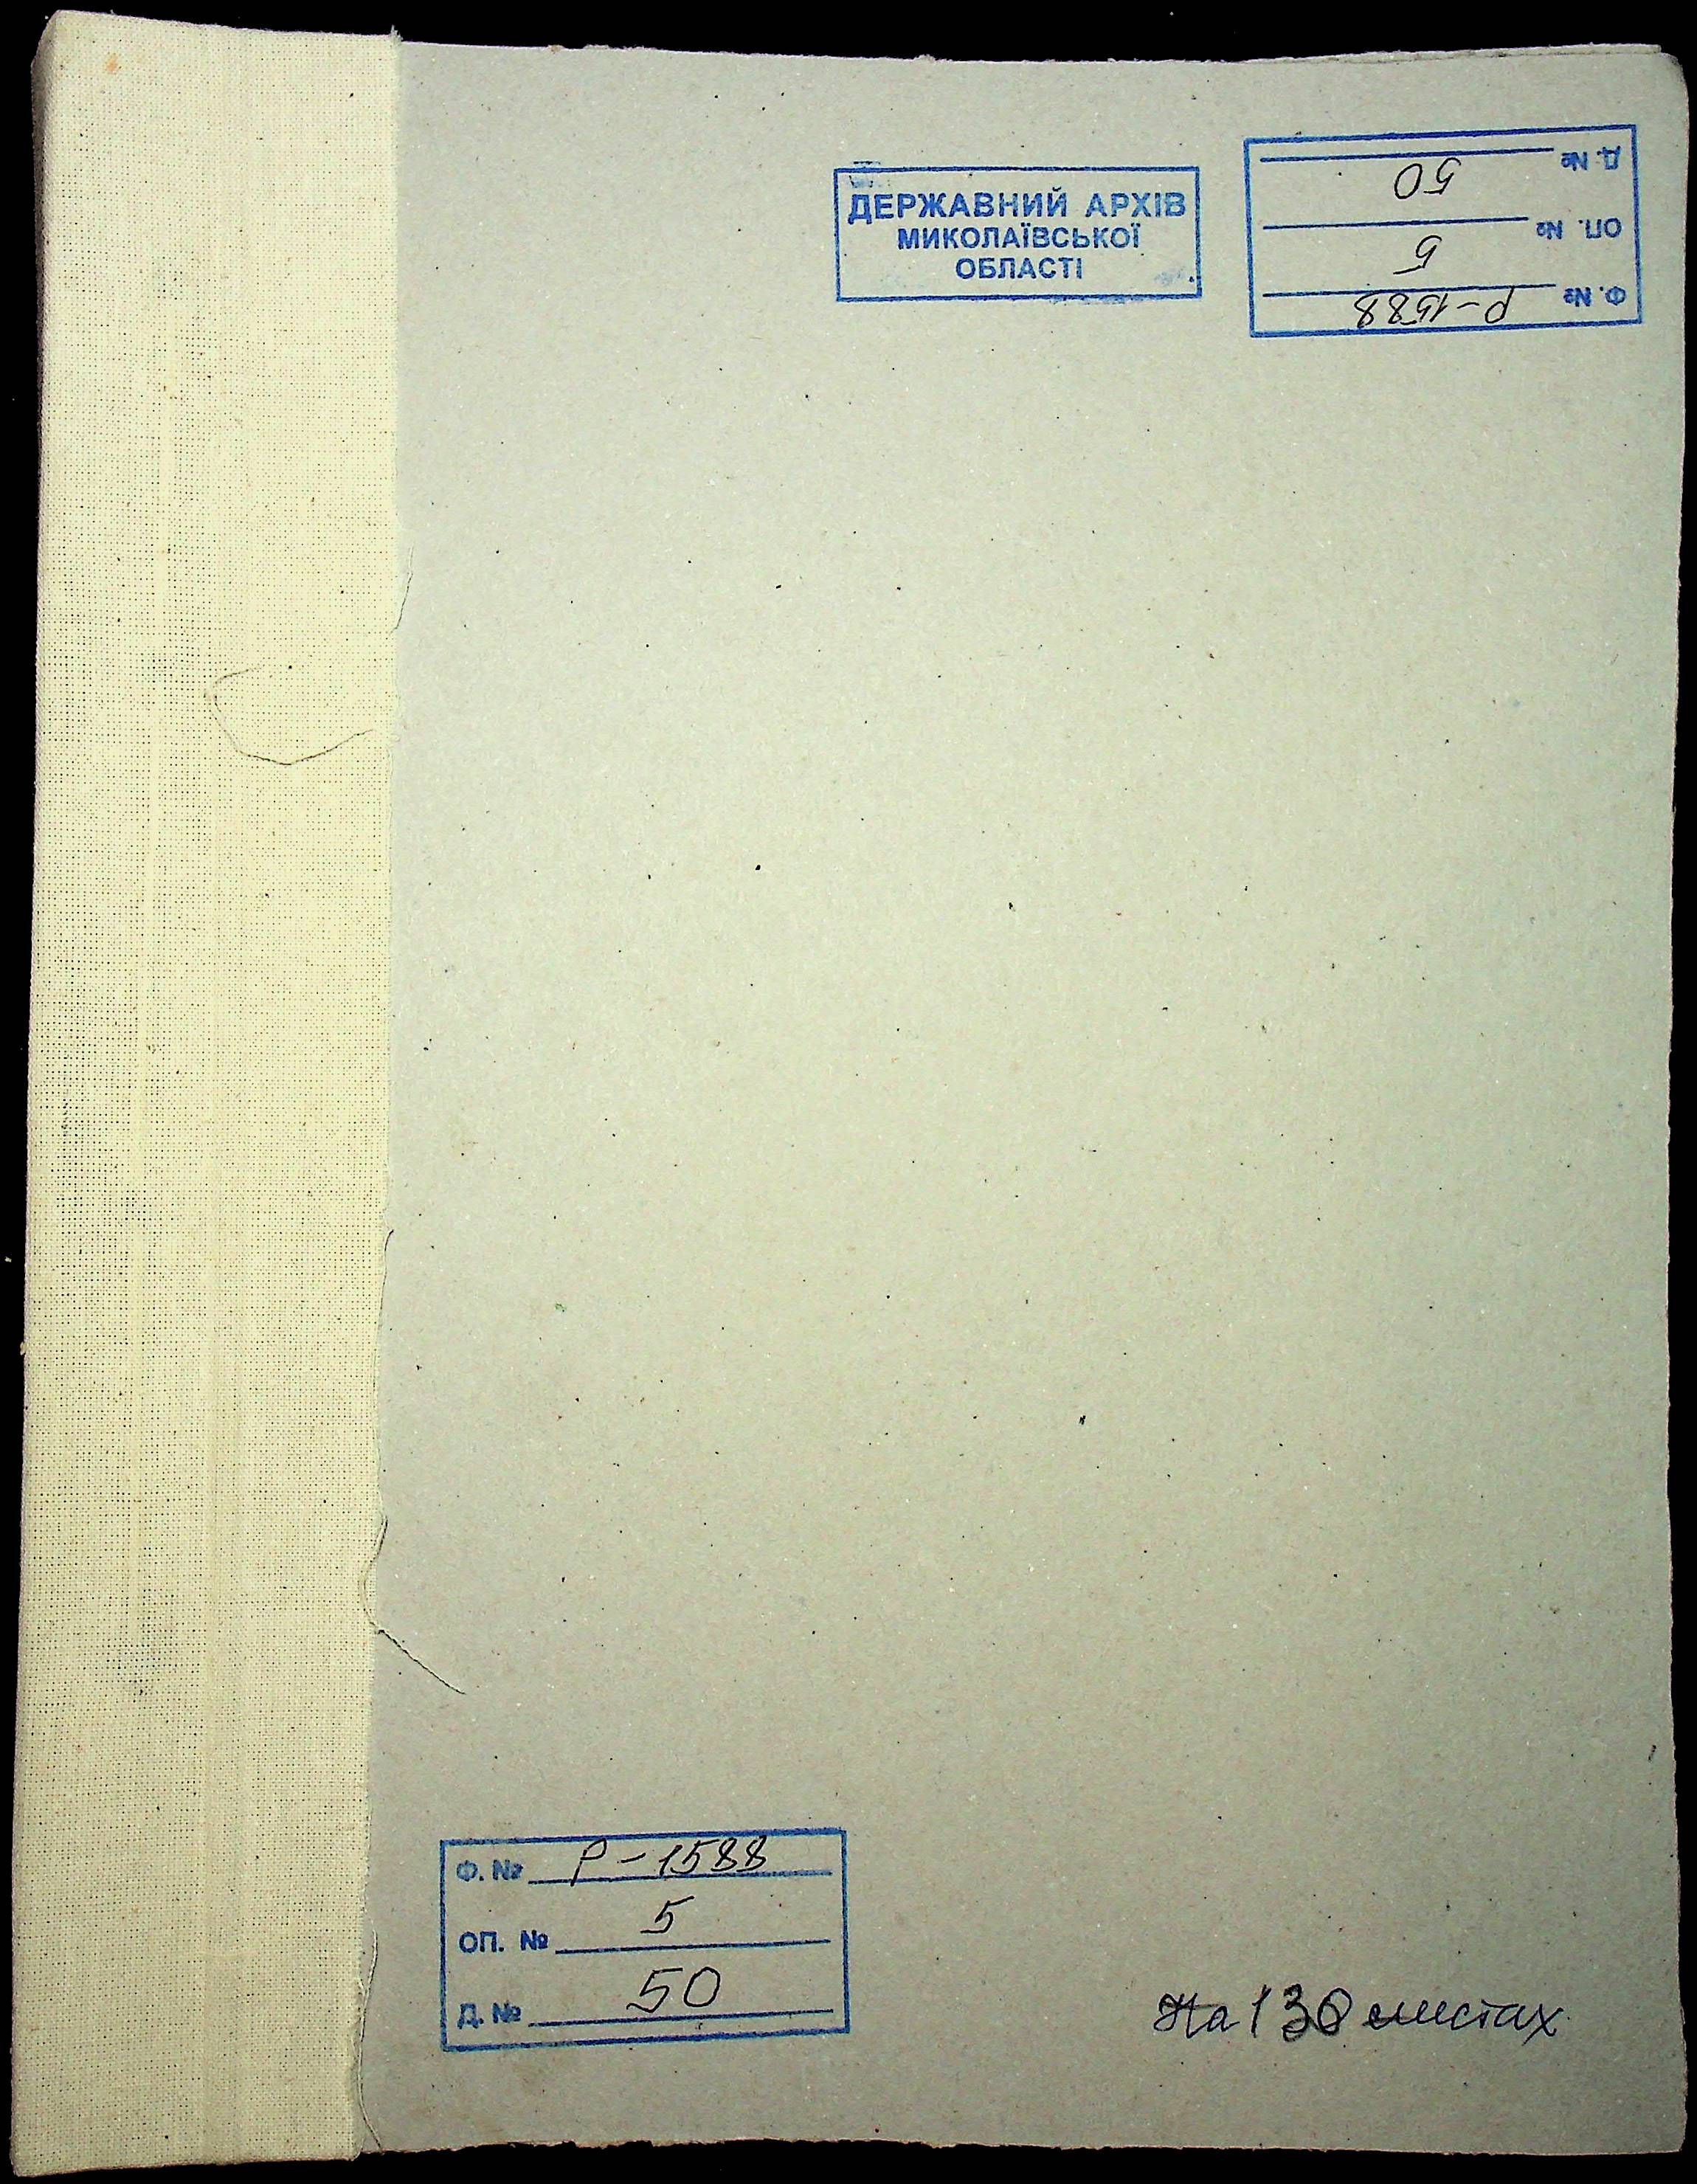 ДЕРЖАВНИЙ АРХІВ
МИКОЛАЇВСЬКОЇ
ОБЛАСТІ
Ф. № Р-1588
ОП. № 5
Д. № 50
Ф. № Р-1588
ОП. № 5
Д. № 50
На 130 листах